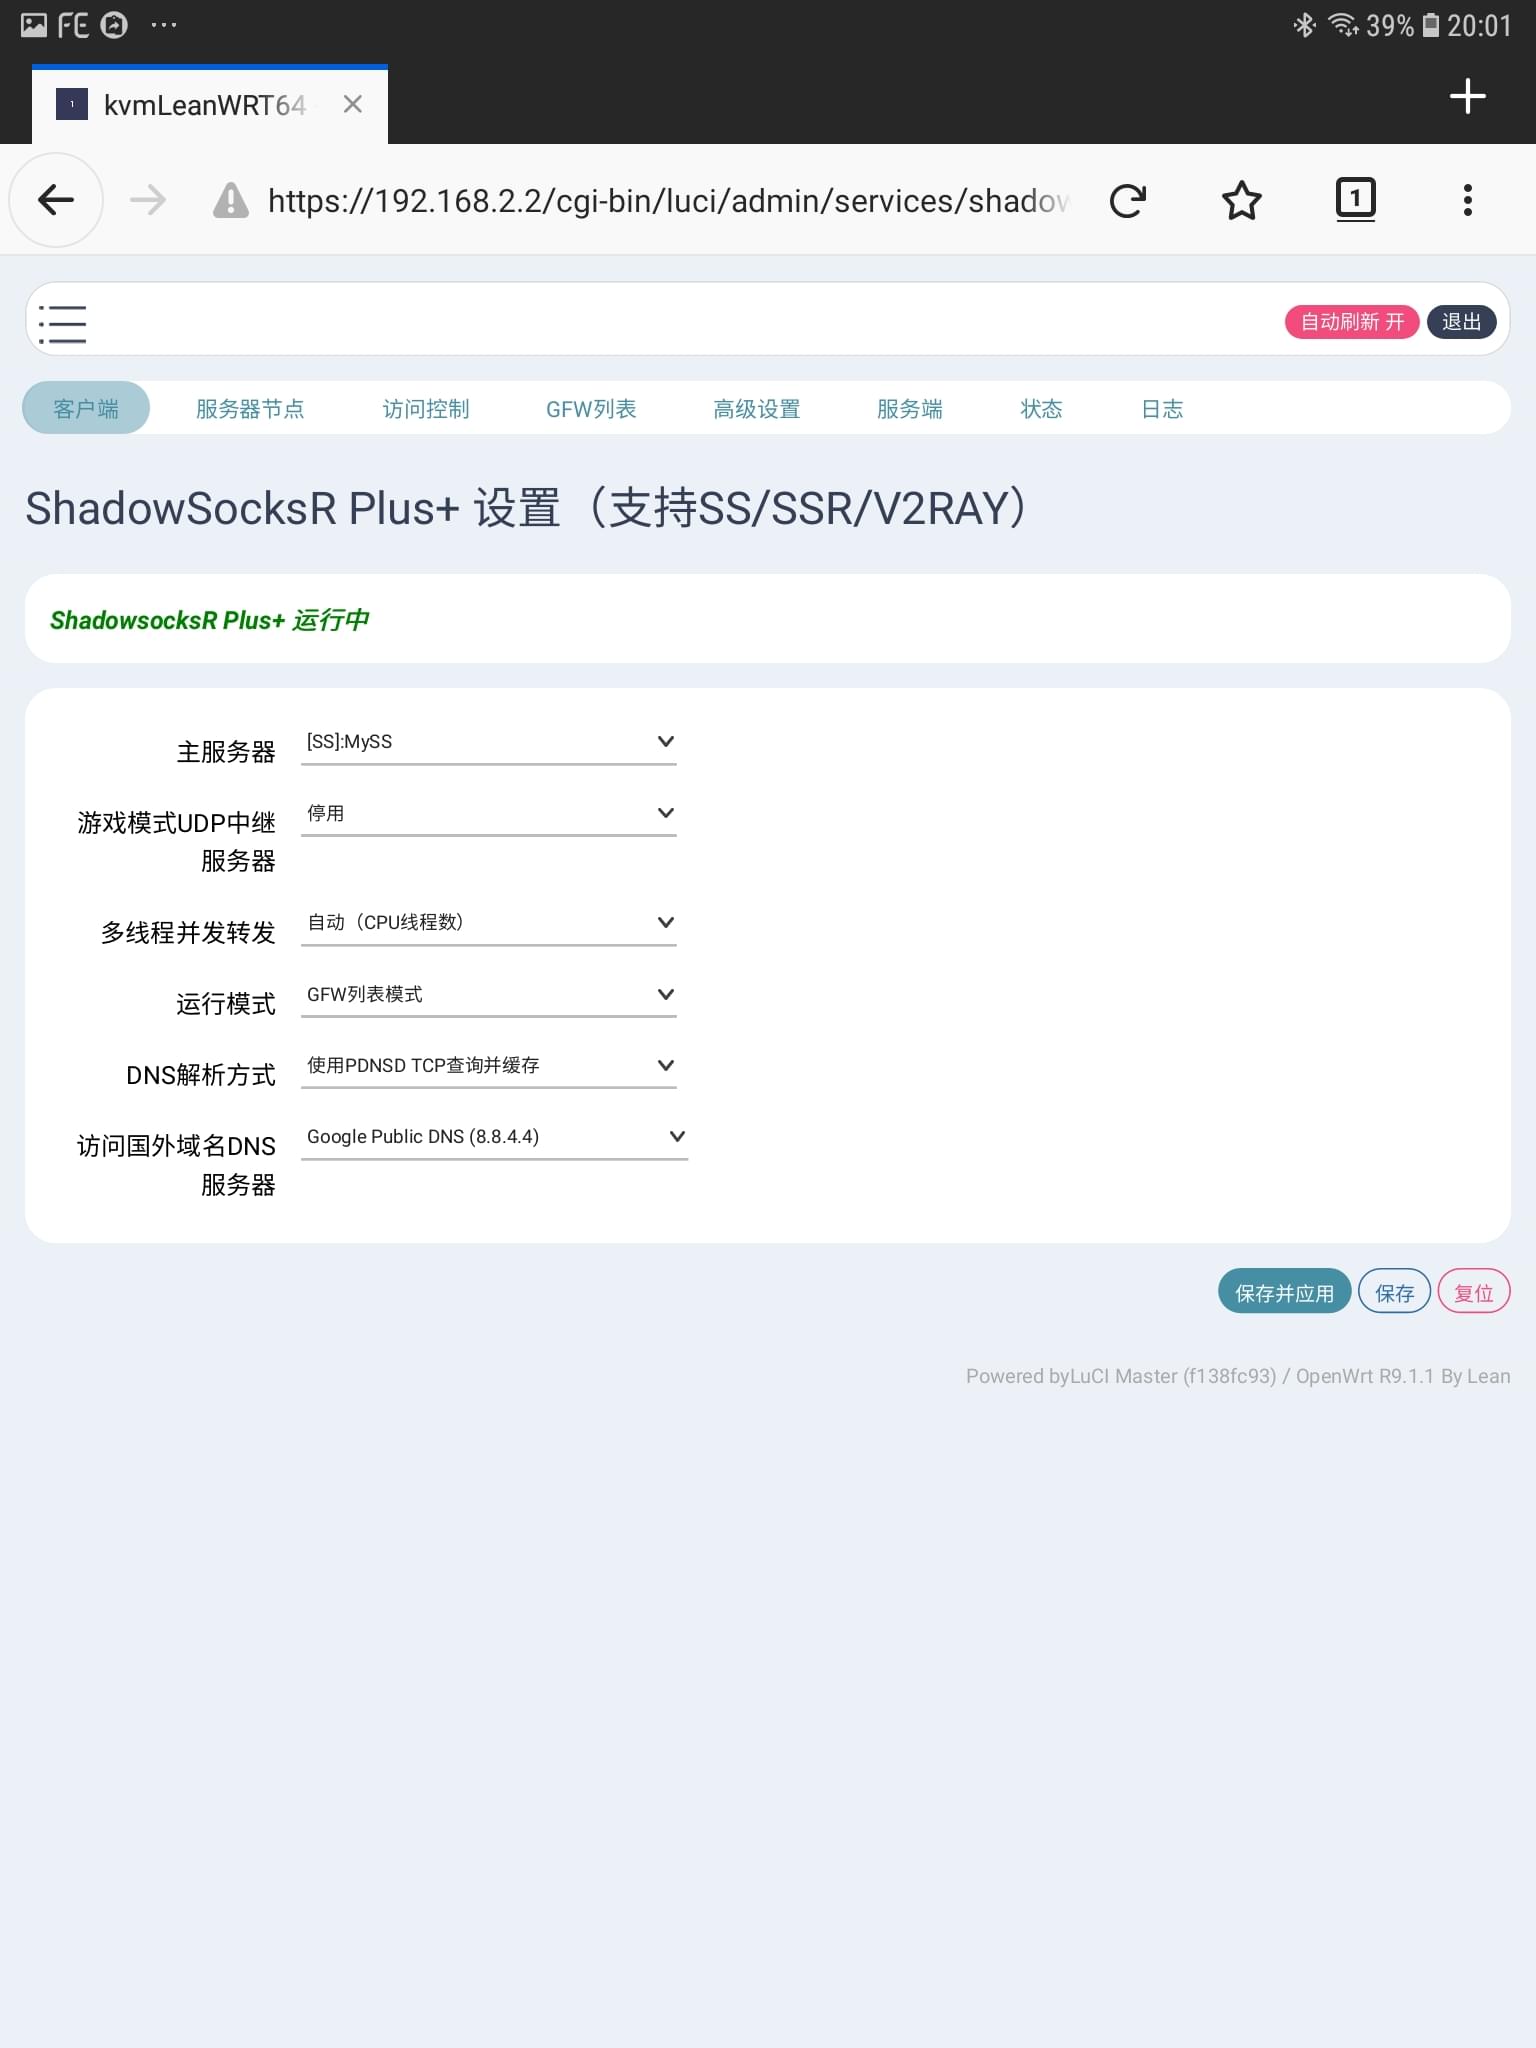 FE 39% 20:01
1 kvmLeanWRT64
https://192.168.2.2/cgi-bin/luci/admin/services/shadow 1
自动刷新 开 退出
客户端 服务器节点 访问控制 GFW列表 高级设置 服务端 状态 日志
ShadowSocksR Plus+ 设置（支持SS/SSR/V2RAY）
ShadowsocksR Plus+ 运行中
主服务器 [SS]:MySS
游戏模式UDP中继 停用
服务器
多线程并发转发 自动（CPU线程数）
运行模式 GFW列表模式
DNS解析方式 使用PDNSD TCP查询并缓存
访问国外域名DNS Google Public DNS (8.8.4.4)
服务器
保存并应用 保存 复位
Powered byLuCI Master (f138fc93) / OpenWrt R9.1.1 By Lean